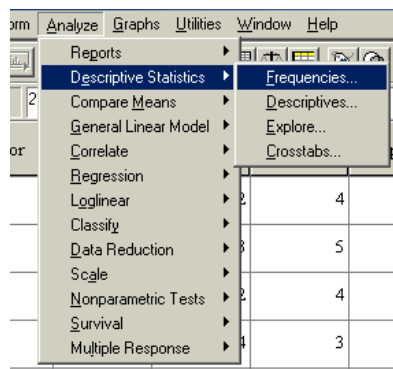 orm Analyze Graphs Utilities Window Help
Reports
Descriptive Statistics Frequencies...
2 Compare Means Descriptives...
General Linear Model Explore...
or Correlate Crosstabs...
Regression
Loglinear 2 4
Classify
Data Reduction 3 5
Scale
Nonparametric Tests 2 4
Survival
Multiple Response 4 3